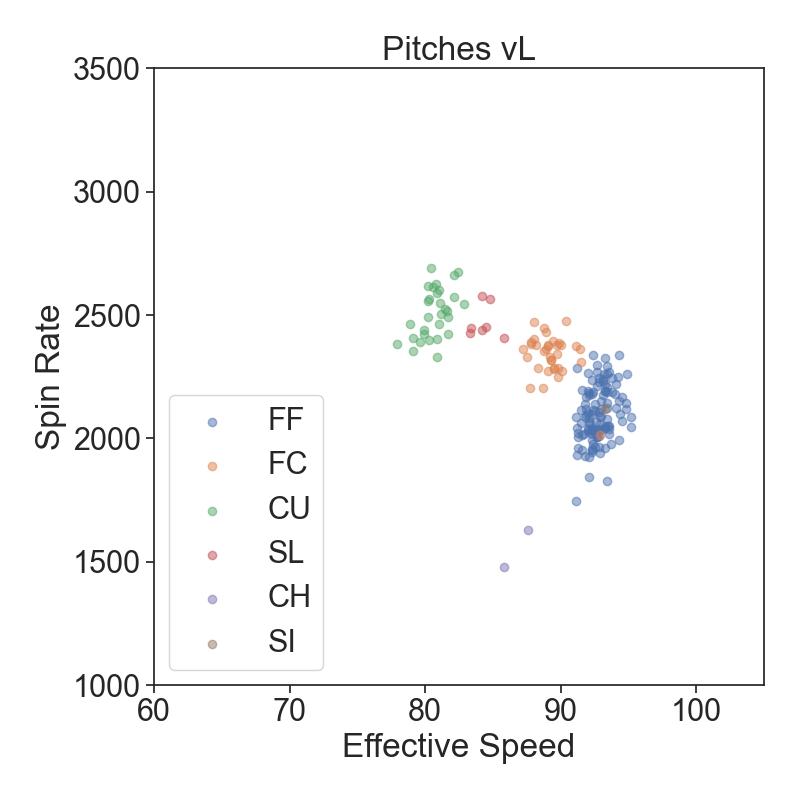 Pitches vL
3500
3000
2500
2000
1500
1000
Spin Rate
FF
FC
CU
SL
CH
SI
60 70 80 90 100
Effective Speed